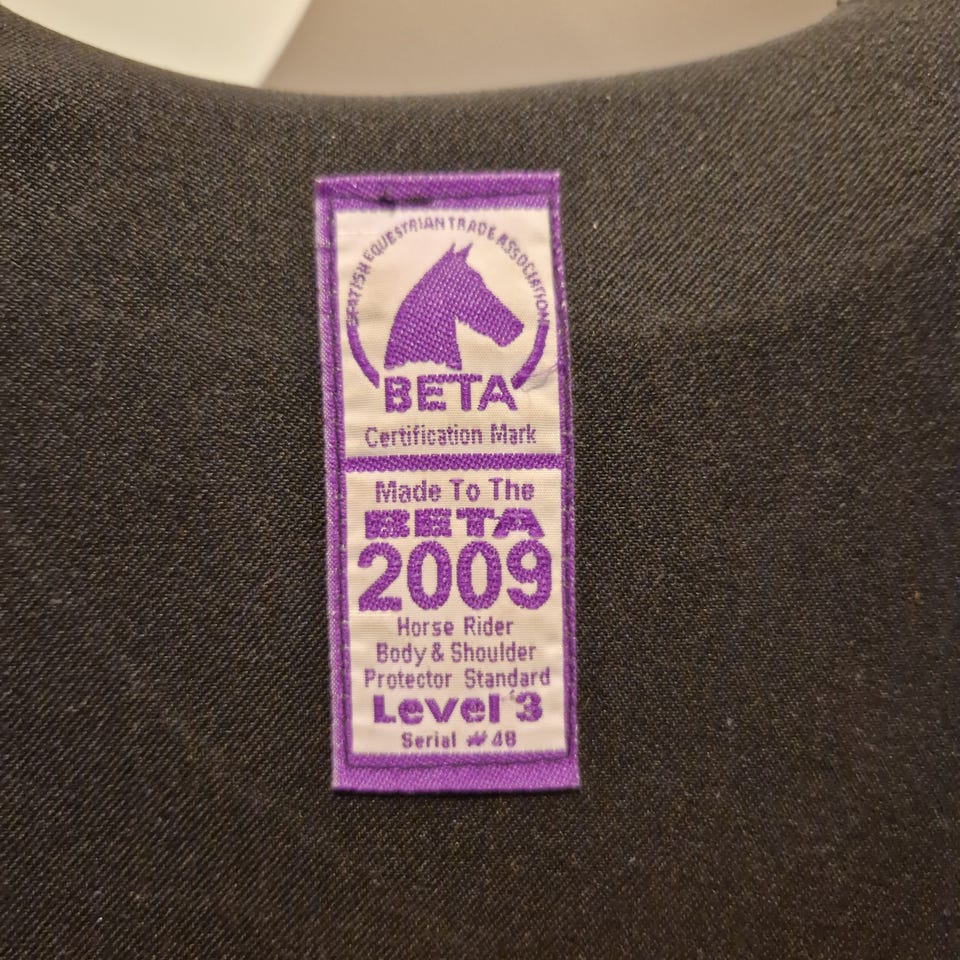 BRITISH EQUESTRIAN TRADE ASSOCIATION
BETA
Certification Mark
Made To The
BETA
2009
Horse Rider
Body & Shoulder
Protector Standard
Level 3
Serial # 48